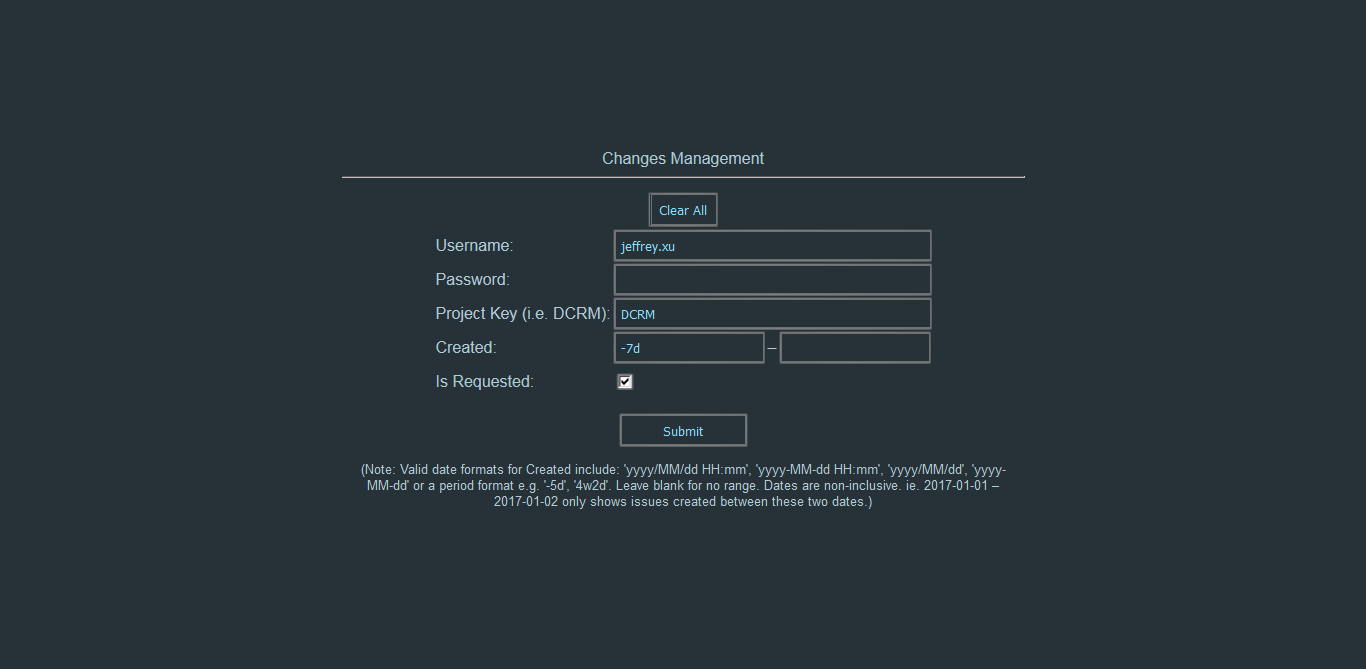 Changes Management
Clear All
Username: jeffrey.xu
Password:
Project Key (i.e. DCRM): DCRM
Created: -7d –
Is Requested:
Submit
(Note: Valid date formats for Created include: 'yyyy/MM/dd HH:mm', 'yyyy-MM-dd HH:mm', 'yyyy/MM/dd', 'yyyy-
MM-dd' or a period format e.g. '-5d', '4w2d'. Leave blank for no range. Dates are non-inclusive. ie. 2017-01-01 –
2017-01-02 only shows issues created between these two dates.)